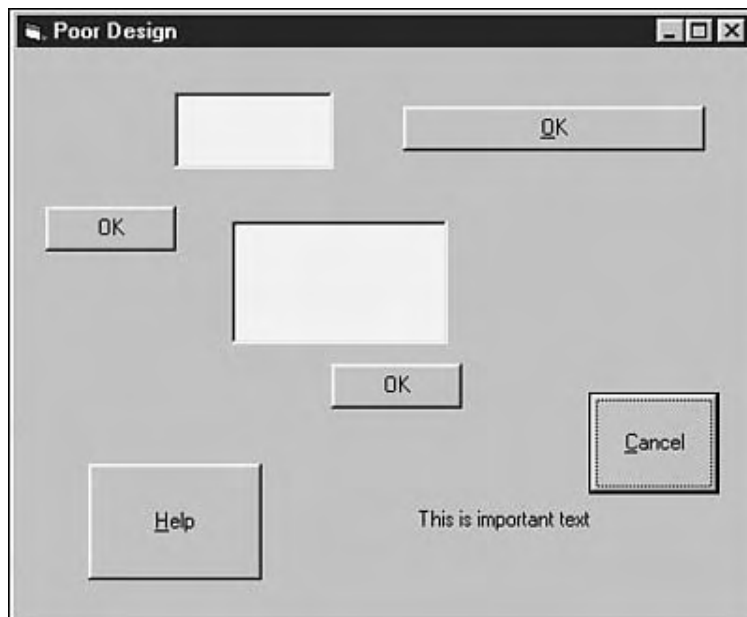 Poor Design
OK
OK
OK
Cancel
Help
This is important text